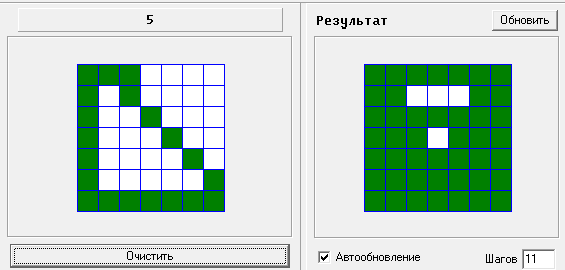 5
Результат
Обновить
Очистить
Автообновление
Шагов 11